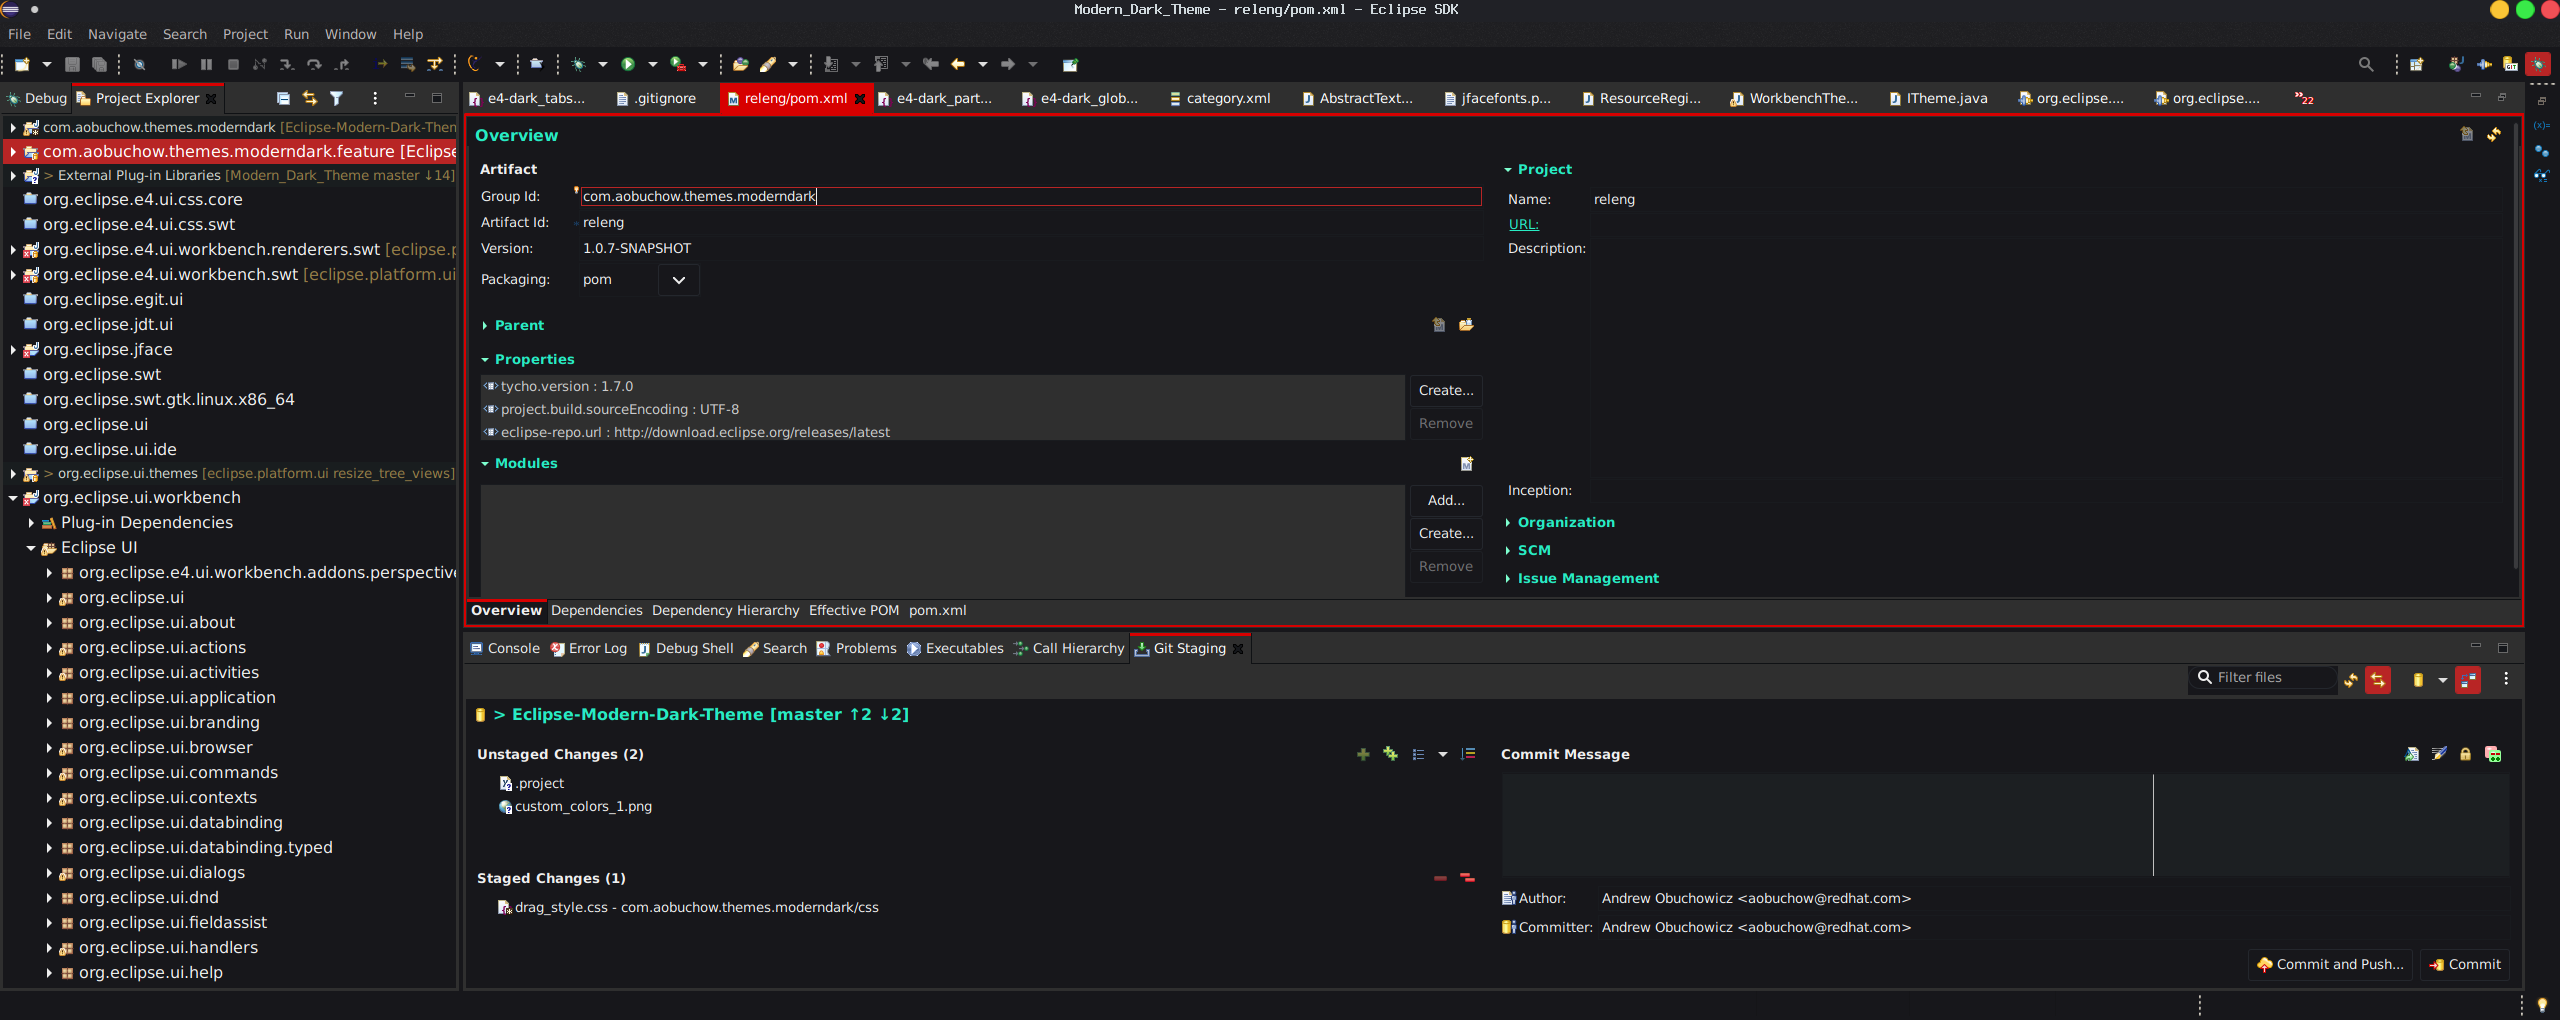 Modern_Dark_Theme - releng/pom.xml - Eclipse SDK
File Edit Navigate Search Project Run Window Help
Debug Project Explorer
com.aobuchow.themes.moderndark [Eclipse-Modern-Dark-Then
com.aobuchow.themes.moderndark.feature [Eclipse
> External Plug-in Libraries [Modern_Dark_Theme master ↓14]
org.eclipse.e4.ui.css.core
org.eclipse.e4.ui.css.swt
org.eclipse.e4.ui.workbench.renderers.swt [eclipse.p
org.eclipse.e4.ui.workbench.swt [eclipse.platform.ui
org.eclipse.egit.ui
org.eclipse.jdt.ui
org.eclipse.jface
org.eclipse.swt
org.eclipse.swt.gtk.linux.x86_64
org.eclipse.ui
org.eclipse.ui.ide
> org.eclipse.ui.themes [eclipse.platform.ui resize_tree_views]
org.eclipse.ui.workbench
Plug-in Dependencies
Eclipse UI
org.eclipse.e4.ui.workbench.addons.perspective
org.eclipse.ui
org.eclipse.ui.about
org.eclipse.ui.actions
org.eclipse.ui.activities
org.eclipse.ui.application
org.eclipse.ui.branding
org.eclipse.ui.browser
org.eclipse.ui.commands
org.eclipse.ui.contexts
org.eclipse.ui.databinding
org.eclipse.ui.databinding.typed
org.eclipse.ui.dialogs
org.eclipse.ui.dnd
org.eclipse.ui.fieldassist
org.eclipse.ui.handlers
org.eclipse.ui.help
e4-dark_tabs... .gitignore releng/pom.xml e4-dark_part... e4-dark_glob... category.xml AbstractText... jfacefonts.p... ResourceRegi... WorkbenchThe... ITheme.java org.eclipse.... org.eclipse.... »22
Overview
Artifact
Group Id: com.aobuchow.themes.moderndark
Artifact Id: releng
Version: 1.0.7-SNAPSHOT
Packaging: pom
Parent
Properties
tycho.version : 1.7.0
project.build.sourceEncoding : UTF-8
eclipse-repo.url : http://download.eclipse.org/releases/latest
Create...
Remove
Modules
Add...
Create...
Remove
Project
Name: releng
URL:
Description:
Inception:
Organization
SCM
Issue Management
Overview Dependencies Dependency Hierarchy Effective POM pom.xml
Console Error Log Debug Shell Search Problems Executables Call Hierarchy Git Staging
Filter files
> Eclipse-Modern-Dark-Theme [master ↑2 ↓2]
Unstaged Changes (2)
.project
custom_colors_1.png
Staged Changes (1)
drag_style.css - com.aobuchow.themes.moderndark/css
Commit Message
Author: Andrew Obuchowicz <aobuchow@redhat.com>
Committer: Andrew Obuchowicz <aobuchow@redhat.com>
Commit and Push... Commit